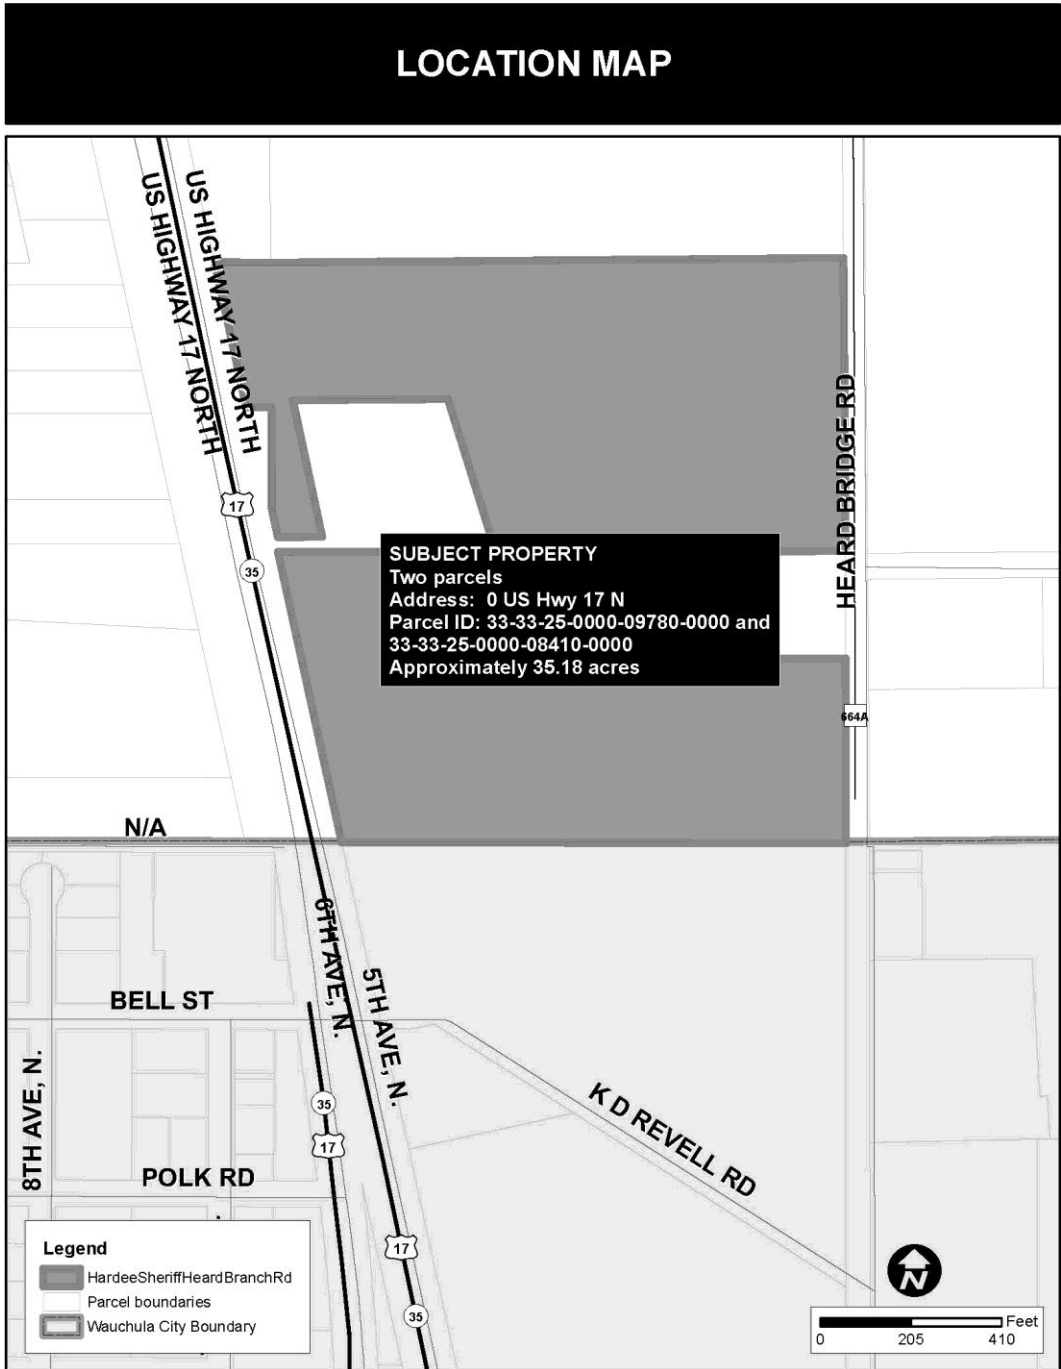 LOCATION MAP
US HIGHWAY 17 NORTH
US HIGHWAY 17 NORTH
17
35
HEARD BRIDGE RD
SUBJECT PROPERTY
Two parcels
Address: 0 US Hwy 17 N
Parcel ID: 33-33-25-0000-09780-0000 and
33-33-25-0000-08410-0000
Approximately 35.18 acres
664A
N/A
6TH AVE, N.
5TH AVE, N.
BELL ST
8TH AVE, N.
35
17
K D REVELL RD
POLK RD
17
35
Legend
HardeeSheriffHeardBranchRd
Parcel boundaries
Wauchula City Boundary
N
Feet
0 205 410